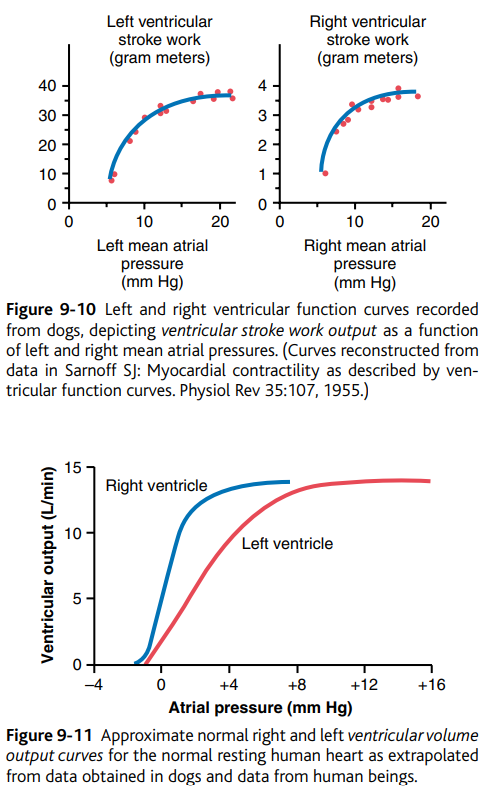 Left ventricular
stroke work
(gram meters)
40
30
20
10
0
0 10 20
Left mean atrial
pressure
(mm Hg)
Right ventricular
stroke work
(gram meters)
4
3
2
1
0
0 10 20
Right mean atrial
pressure
(mm Hg)
Figure 9-10 Left and right ventricular function curves recorded
from dogs, depicting ventricular stroke work output as a function
of left and right mean atrial pressures. (Curves reconstructed from
data in Sarnoff SJ: Myocardial contractility as described by ven-
tricular function curves. Physiol Rev 35:107, 1955.)
Ventricular output (L/min)
15
10
5
0
Right ventricle
Left ventricle
–4 0 +4 +8 +12 +16
Atrial pressure (mm Hg)
Figure 9-11 Approximate normal right and left ventricular volume
output curves for the normal resting human heart as extrapolated
from data obtained in dogs and data from human beings.